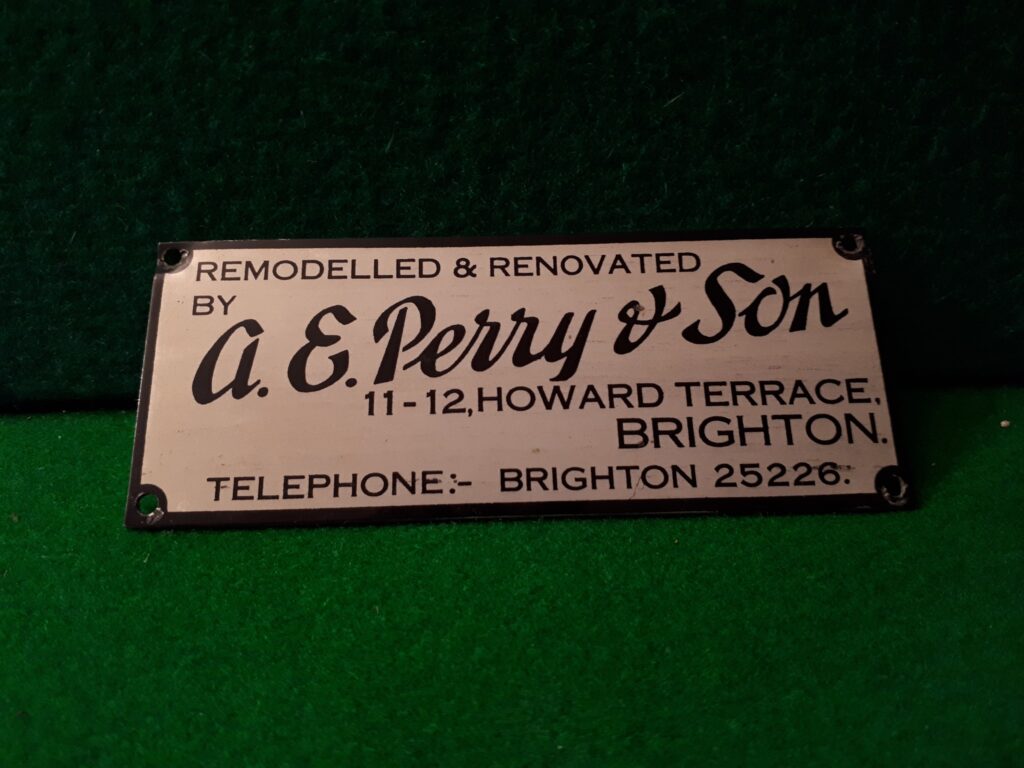 REMODELLED & RENOVATED
BY
A. E. Perry & Son
11-12, HOWARD TERRACE,
BRIGHTON.
TELEPHONE:- BRIGHTON 25226.